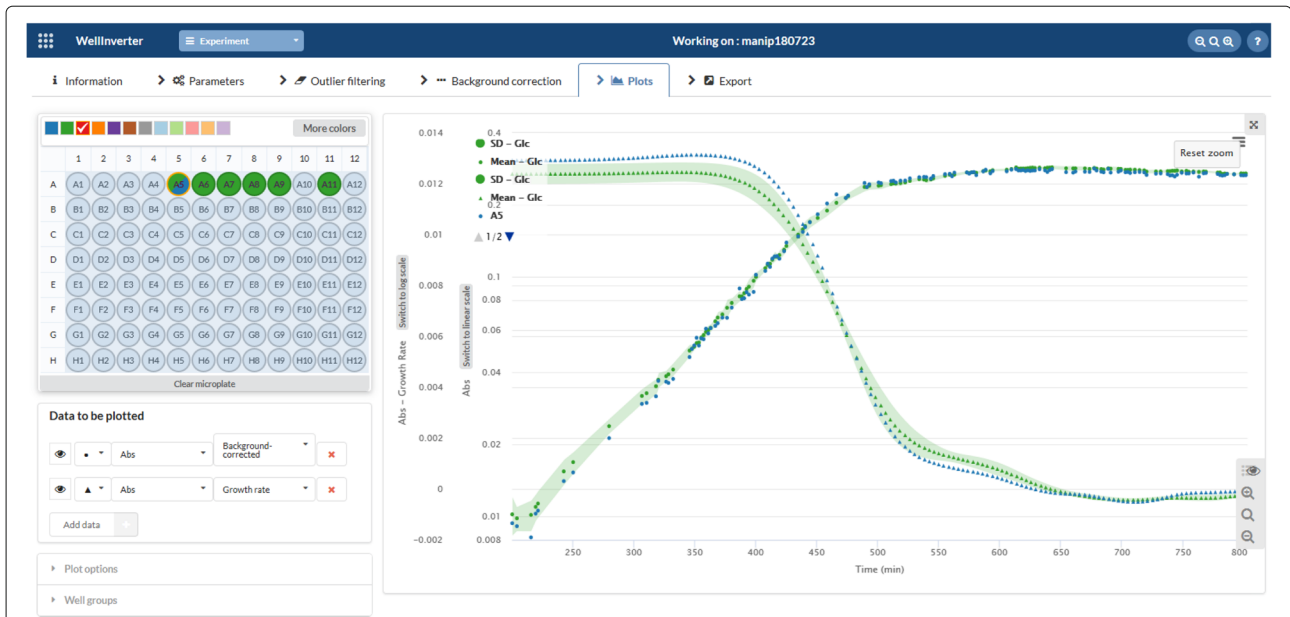 WellInverter
Experiment
Working on : manip180723
?
i Information
Parameters
Outlier filtering
Background correction
Plots
Export
More colors
1 2 3 4 5 6 7 8 9 10 11 12
A A1 A2 A3 A4 A5 A6 A7 A8 A9 A10 A11 A12
B B1 B2 B3 B4 B5 B6 B7 B8 B9 B10 B11 B12
C C1 C2 C3 C4 C5 C6 C7 C8 C9 C10 C11 C12
D D1 D2 D3 D4 D5 D6 D7 D8 D9 D10 D11 D12
E E1 E2 E3 E4 E5 E6 E7 E8 E9 E10 E11 E12
F F1 F2 F3 F4 F5 F6 F7 F8 F9 F10 F11 F12
G G1 G2 G3 G4 G5 G6 G7 G8 G9 G10 G11 G12
H H1 H2 H3 H4 H5 H6 H7 H8 H9 H10 H11 H12
Clear microplate
Data to be plotted
Abs
Background-
corrected
Abs
Growth rate
Add data
+
Plot options
Well groups
Abs – Growth Rate
Switch to log scale
0.014
0.012
0.01
0.008
0.006
0.004
0.002
0
−0.002
Abs
Switch to linear scale
0.4
0.2
0.1
0.08
0.06
0.04
0.02
0.01
0.008
SD – Glc
Mean – Glc
SD – Glc
Mean – Glc
A5
1/2
Reset zoom
250 300 350 400 450 500 550 600 650 700 750 800
Time (min)